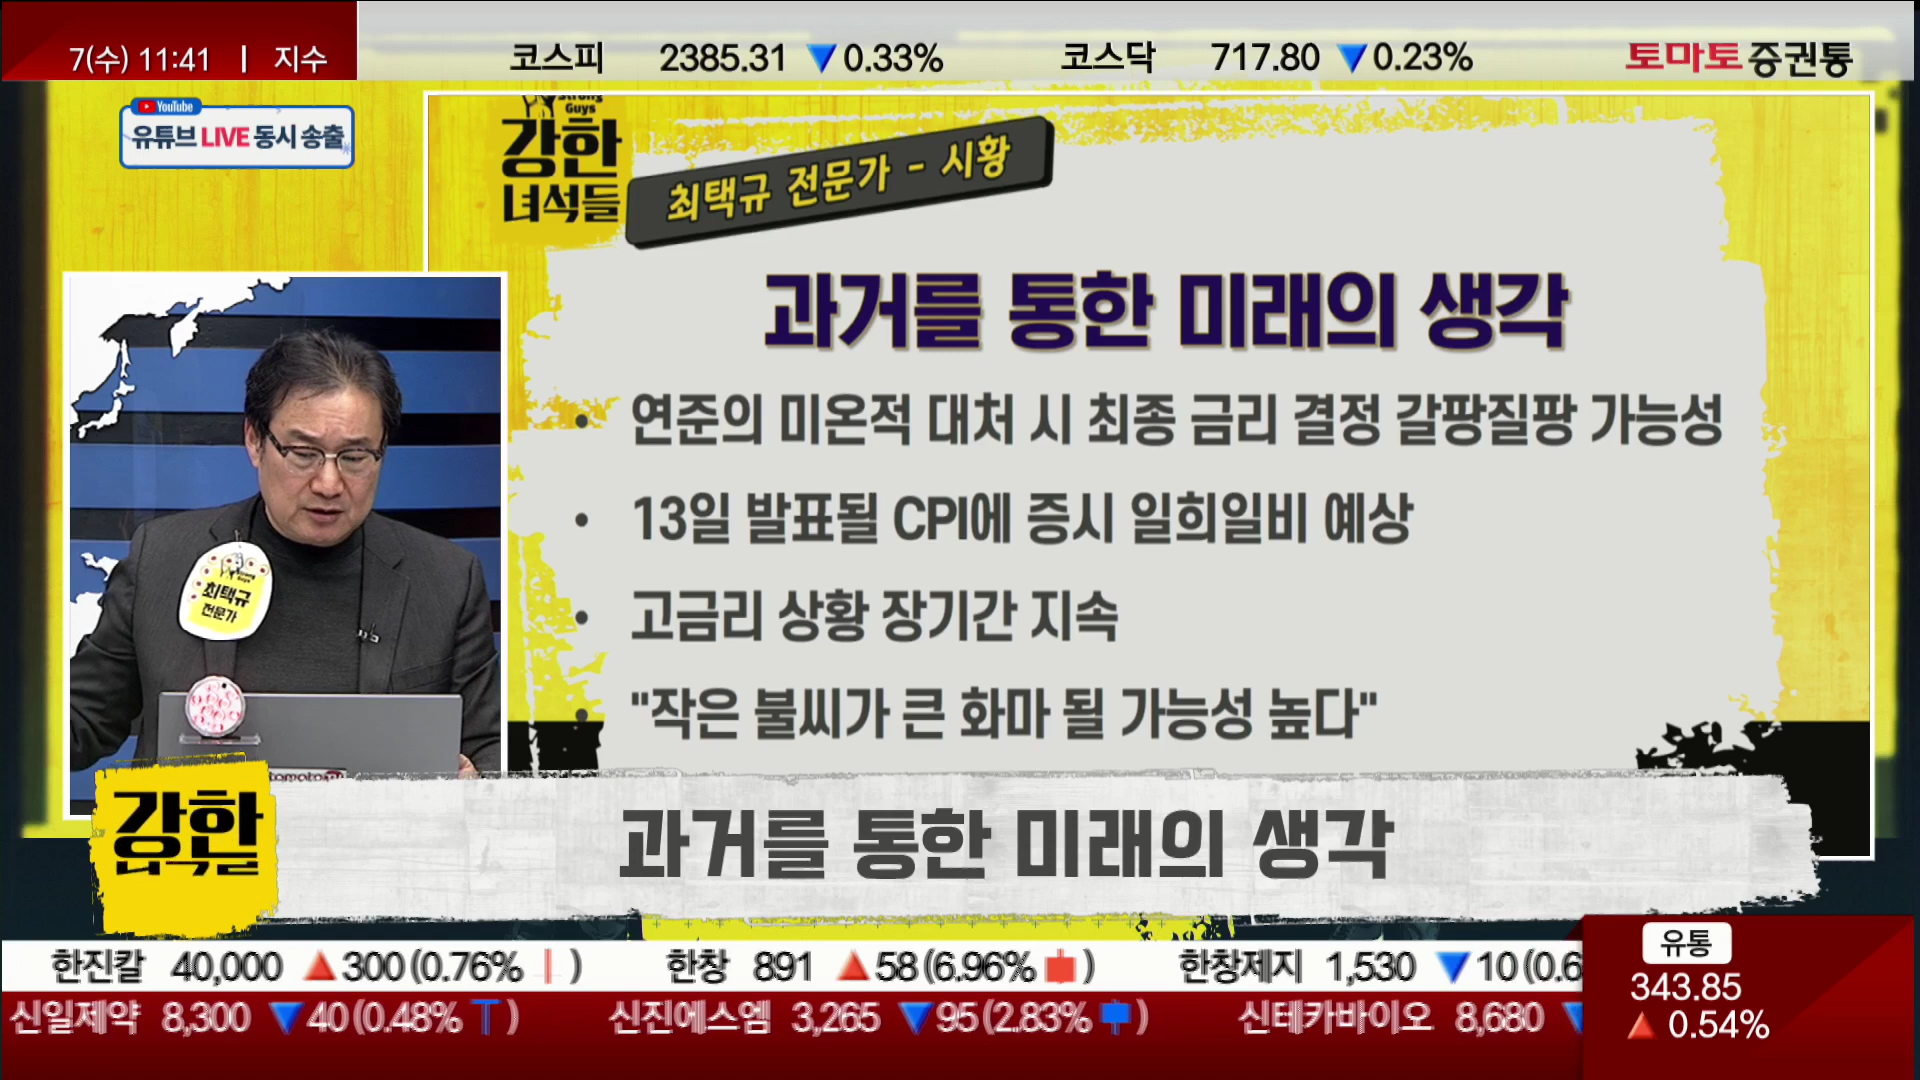 7(수) 11:41 | 지수
코스피 2385.31 ▼0.33% 코스닥 717.80 ▼0.23%
토마토증권통
YouTube
유튜브 LIVE 동시 송출
Strong
Guys
강한
녀석들
최택규 전문가 - 시황
과거를 통한 미래의 생각
• 연준의 미온적 대처 시 최종 금리 결정 갈팡질팡 가능성
• 13일 발표될 CPI에 증시 일희일비 예상
• 고금리 상황 장기간 지속
• "작은 불씨가 큰 화마 될 가능성 높다"
Strong
Guys
최택규
전문가
tomato
강한
녀석들
과거를 통한 미래의 생각
한진칼 40,000 ▲300(0.76% ) 한창 891 ▲58(6.96% ) 한창제지 1,530 ▼10(0.6
신일제약 8,300 ▼40(0.48% ) 신진에스엠 3,265 ▼95(2.83% ) 신테카바이오 8,680 ▼
유통
343.85
▲ 0.54%